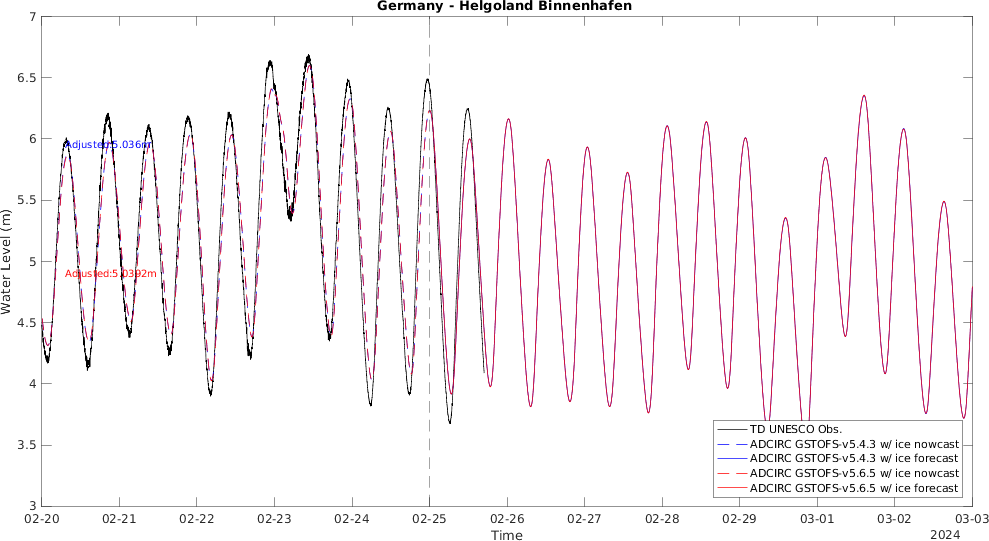 Germany - Helgoland Binnenhafen
7
6.5
6
5.5
5
4.5
4
3.5
3
Water Level (m)
Adjusted:5.036m
Adjusted:5.0392m
TD UNESCO Obs.
ADCIRC GSTOFS-v5.4.3 w/ ice nowcast
ADCIRC GSTOFS-v5.4.3 w/ ice forecast
ADCIRC GSTOFS-v5.6.5 w/ ice nowcast
ADCIRC GSTOFS-v5.6.5 w/ ice forecast
02-20 02-21 02-22 02-23 02-24 02-25 02-26 02-27 02-28 02-29 03-01 03-02 03-03
Time
2024